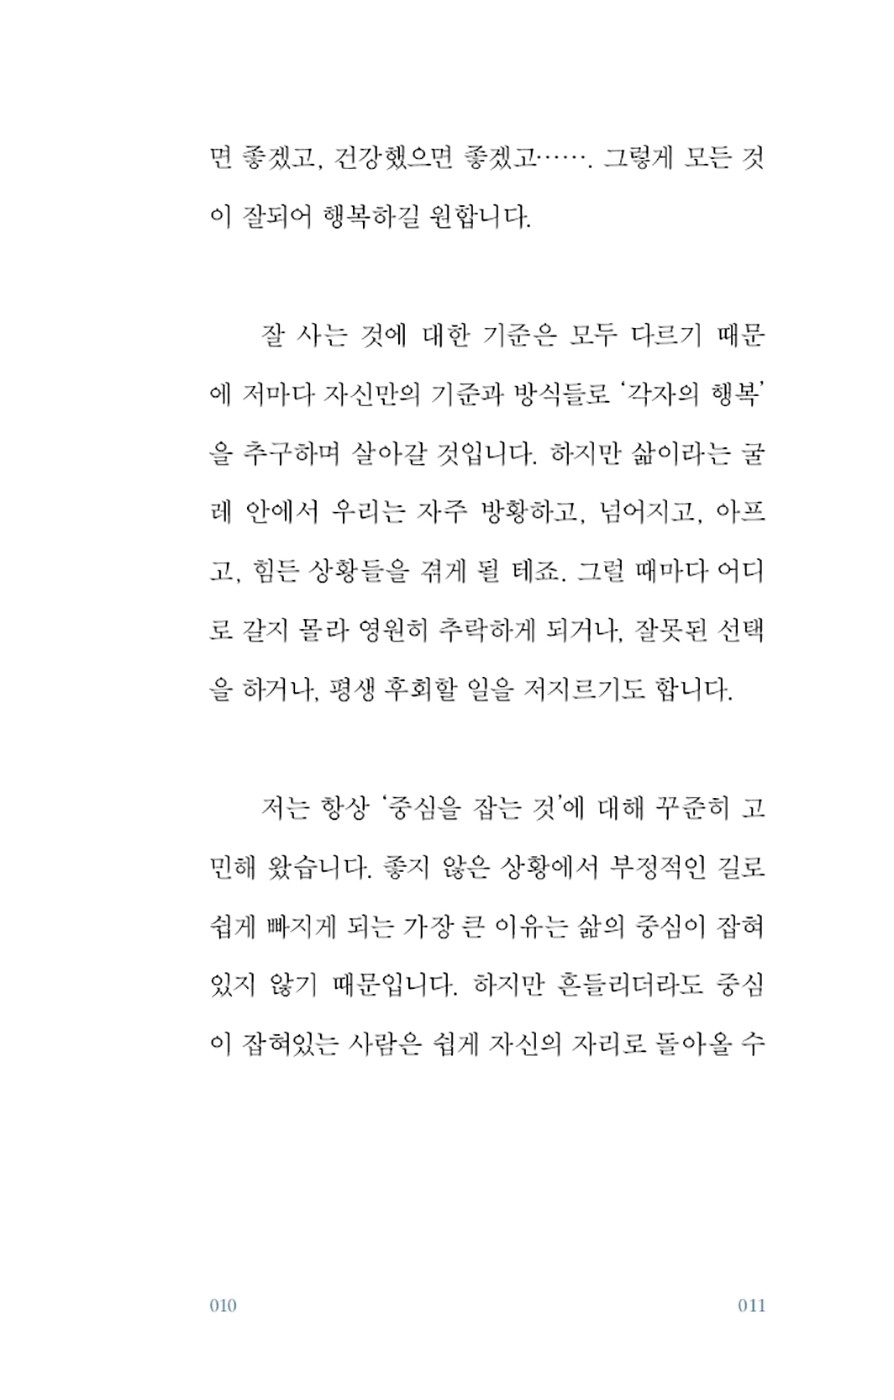 면 좋겠고, 건강했으면 좋겠고……. 그렇게 모든 것
이 잘되어 행복하길 원합니다.
잘 사는 것에 대한 기준은 모두 다르기 때문
에 저마다 자신만의 기준과 방식들로 ‘각자의 행복’
을 추구하며 살아갈 것입니다. 하지만 삶이라는 굴
레 안에서 우리는 자주 방황하고, 넘어지고, 아프
고, 힘든 상황들을 겪게 될 테죠. 그럴 때마다 어디
로 갈지 몰라 영원히 추락하게 되거나, 잘못된 선택
을 하거나, 평생 후회할 일을 저지르기도 합니다.
저는 항상 ‘중심을 잡는 것’에 대해 꾸준히 고
민해 왔습니다. 좋지 않은 상황에서 부정적인 길로
쉽게 빠지게 되는 가장 큰 이유는 삶의 중심이 잡혀
있지 않기 때문입니다. 하지만 흔들리더라도 중심
이 잡혀있는 사람은 쉽게 자신의 자리로 돌아올 수
010 011